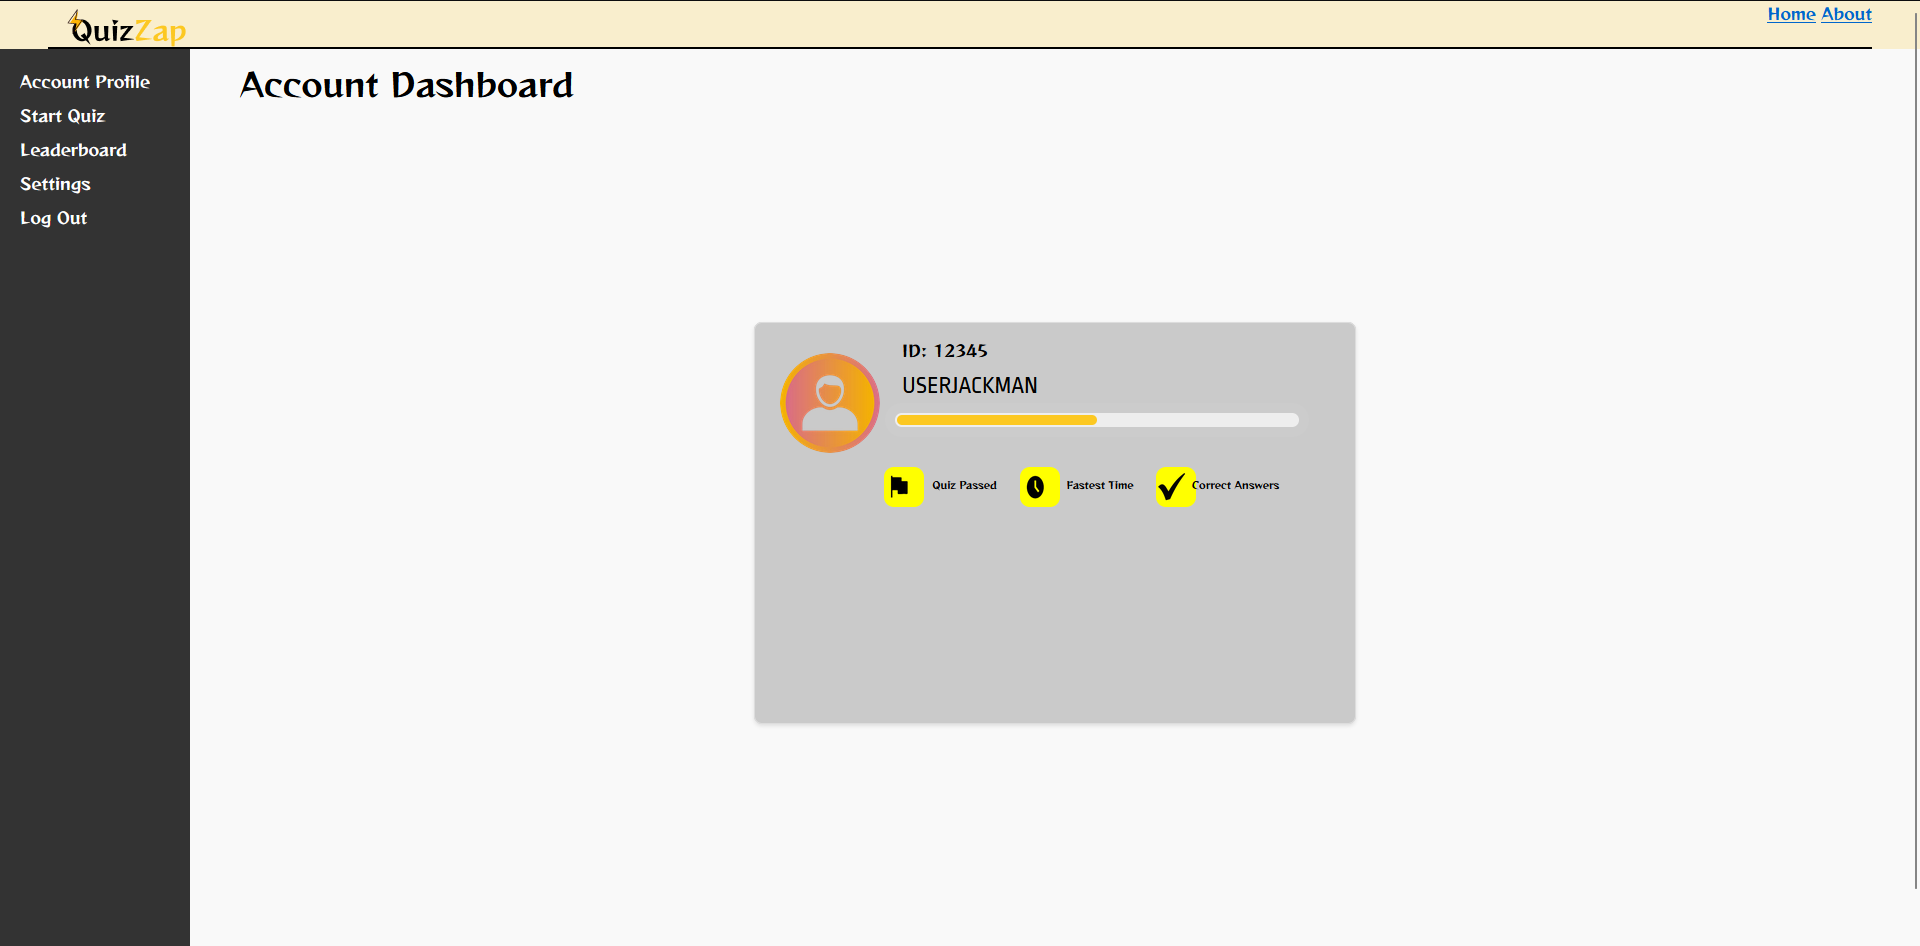 QuizZap
Home About
Account Profile
Start Quiz
Leaderboard
Settings
Log Out
Account Dashboard
ID: 12345
USERJACKMAN
Quiz Passed
Fastest Time
Correct Answers